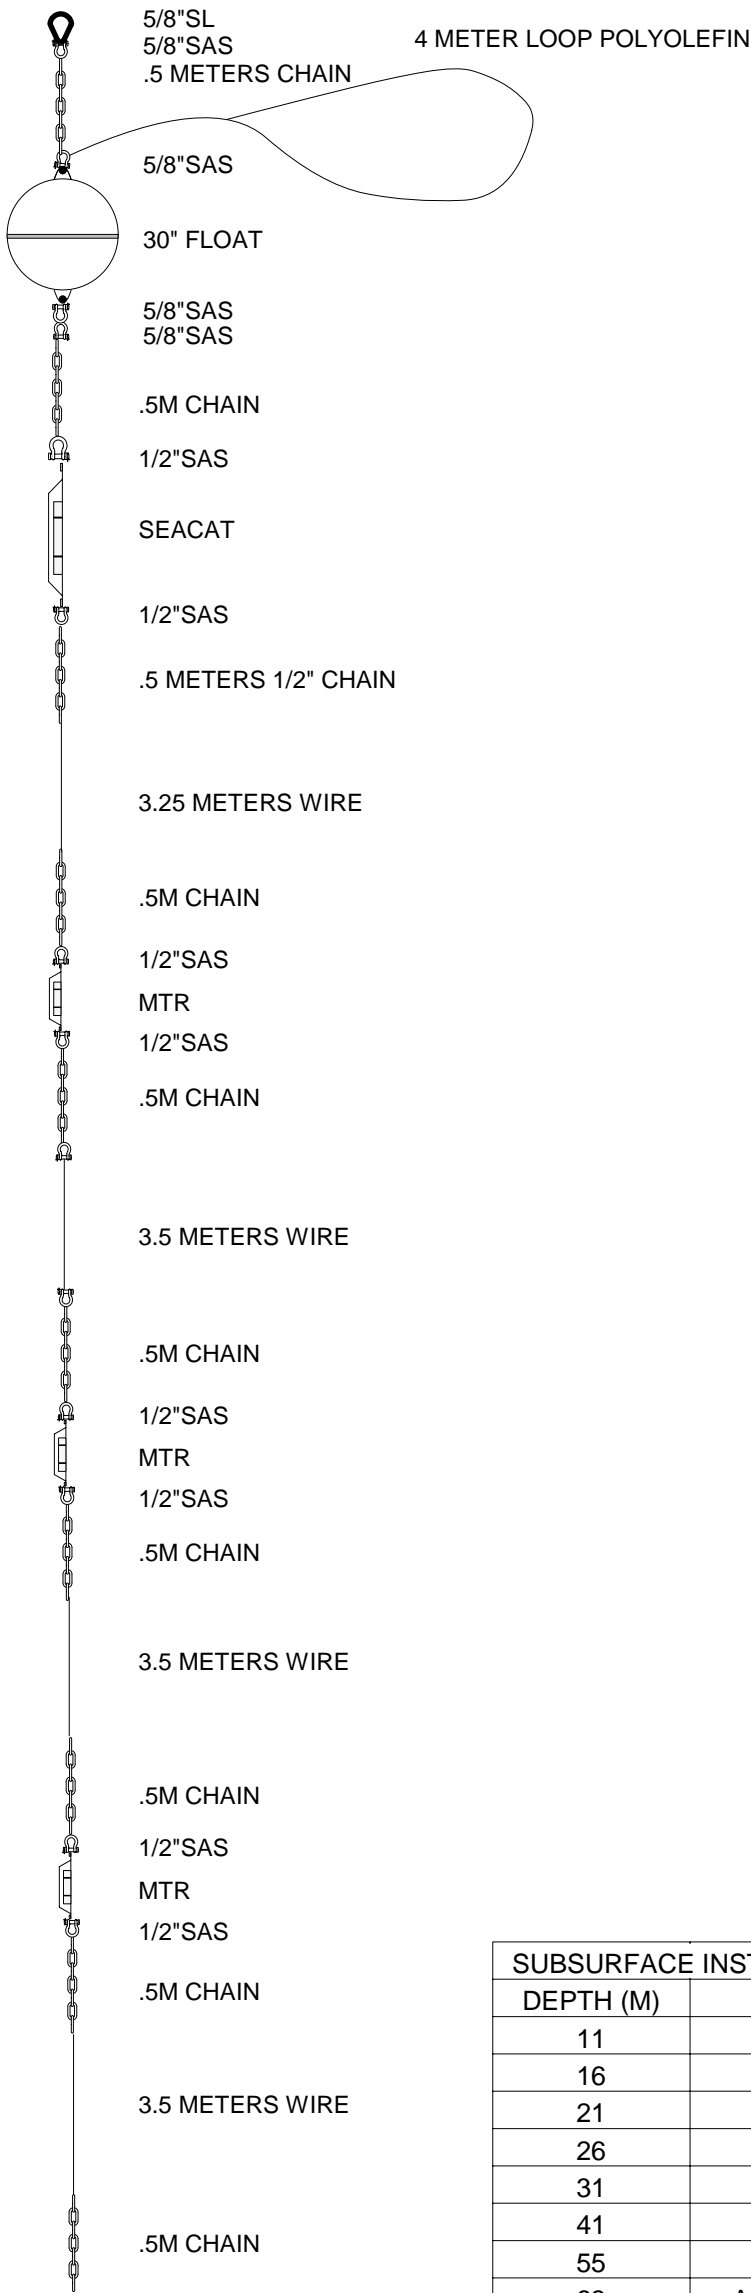 5/8"SL
5/8"SAS
4 METER LOOP POLYOLEFIN
.5 METERS CHAIN
5/8"SAS
30" FLOAT
5/8"SAS
5/8"SAS
.5M CHAIN
1/2"SAS
SEACAT
1/2"SAS
.5 METERS 1/2" CHAIN
3.25 METERS WIRE
.5M CHAIN
1/2"SAS
MTR
1/2"SAS
.5M CHAIN
3.5 METERS WIRE
.5M CHAIN
1/2"SAS
MTR
1/2"SAS
.5M CHAIN
3.5 METERS WIRE
.5M CHAIN
1/2"SAS
MTR
1/2"SAS
.5M CHAIN
3.5 METERS WIRE
.5M CHAIN
SUBSURFACE
DEPTH (M)
11
16
21
26
31
41
55